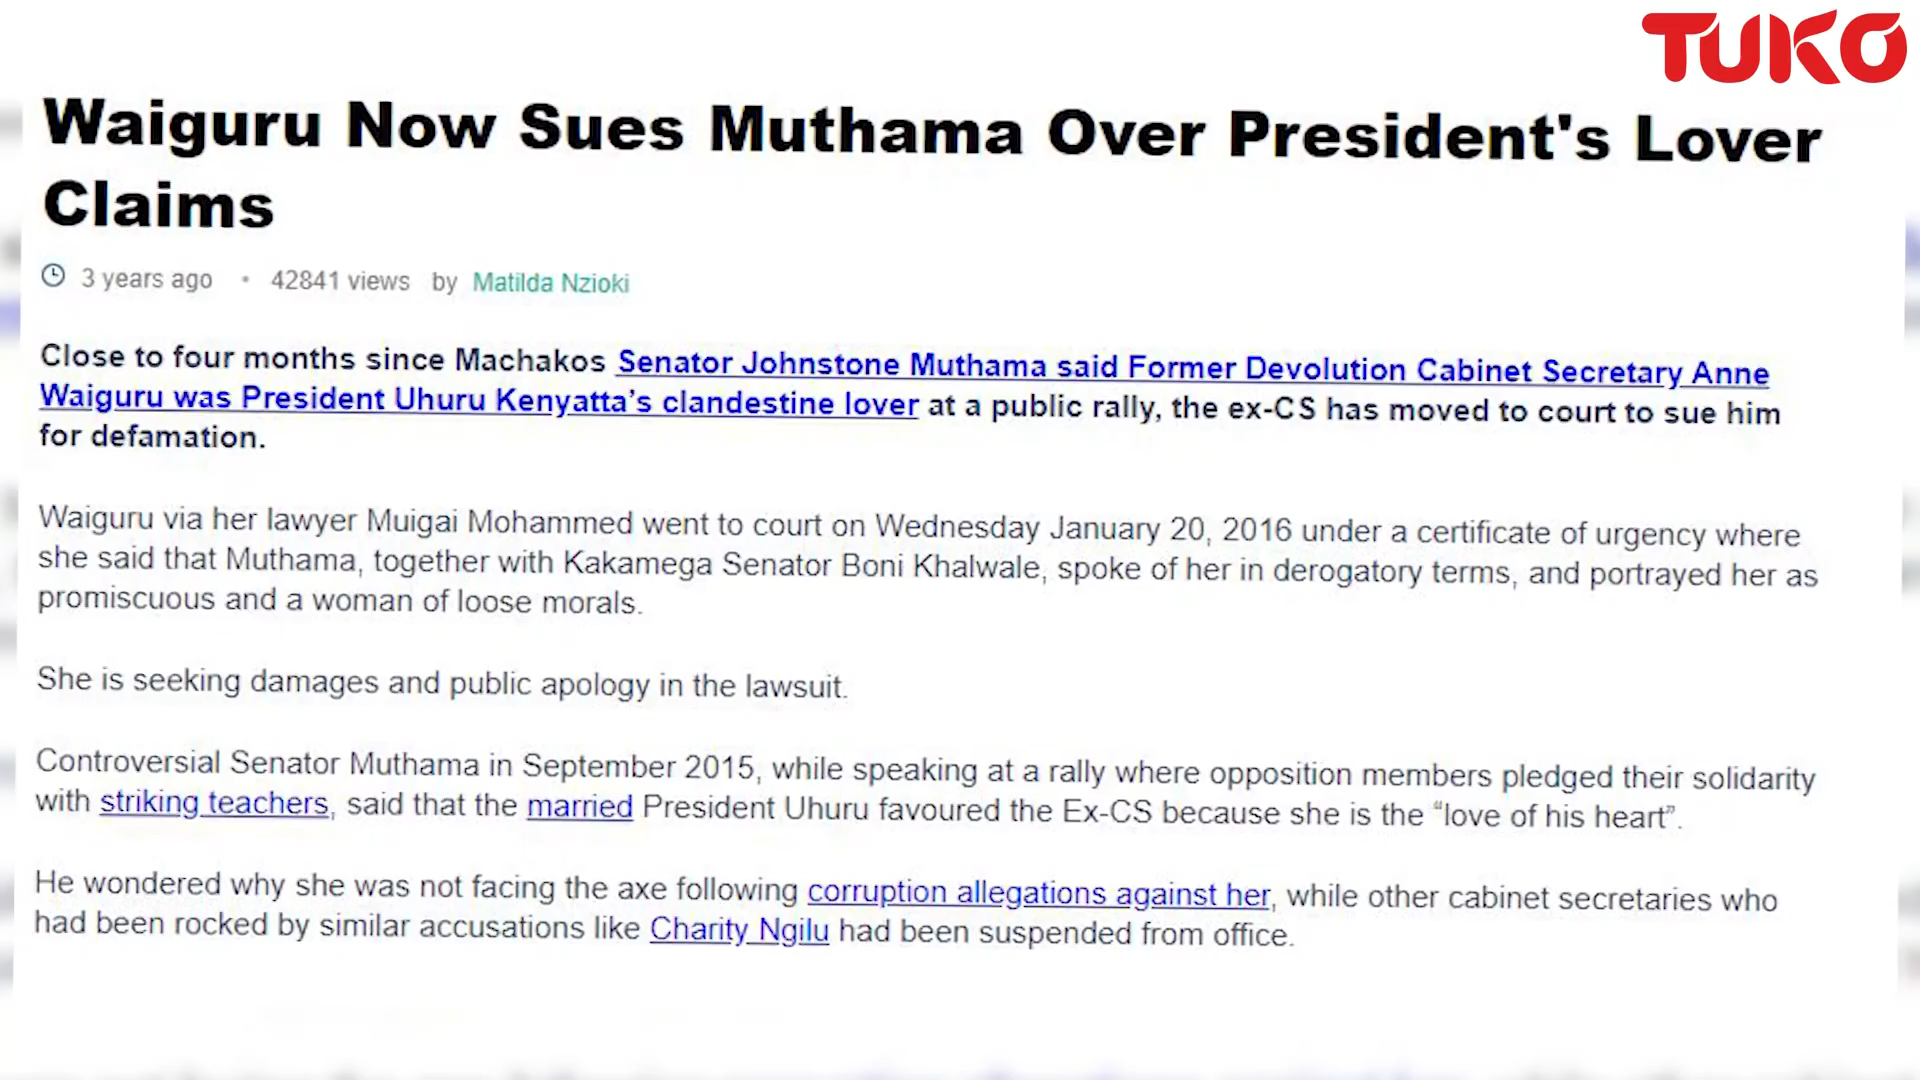 TUKO
Waiguru Now Sues Muthama Over President's Lover
Claims
3 years ago • 42841 views by Matilda Nzioki
Close to four months since Machakos Senator Johnstone Muthama said Former Devolution Cabinet Secretary Anne
Waiguru was President Uhuru Kenyatta’s clandestine lover at a public rally, the ex-CS has moved to court to sue him
for defamation.
Waiguru via her lawyer Muigai Mohammed went to court on Wednesday January 20, 2016 under a certificate of urgency where
she said that Muthama, together with Kakamega Senator Boni Khalwale, spoke of her in derogatory terms, and portrayed her as
promiscuous and a woman of loose morals.
She is seeking damages and public apology in the lawsuit.
Controversial Senator Muthama in September 2015, while speaking at a rally where opposition members pledged their solidarity
with striking teachers, said that the married President Uhuru favoured the Ex-CS because she is the “love of his heart”.
He wondered why she was not facing the axe following corruption allegations against her, while other cabinet secretaries who
had been rocked by similar accusations like Charity Ngilu had been suspended from office.